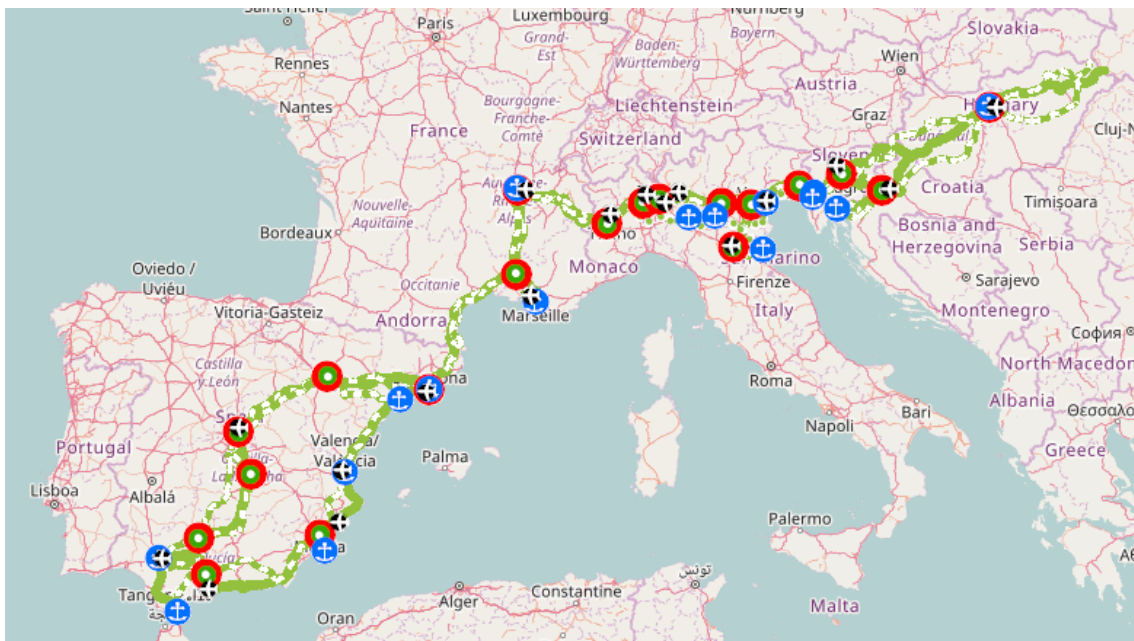 Saint-Helier
Paris
Luxembourg
Nürnberg
Slovakia
Rennes
Grand-
Est
Baden-
Württemberg
Bayern
Wien
Nantes
Bourgogne-
Franche-
Comté
Liechtenstein
Austria
France
Switzerland
Graz
Hungary
Cluj-N
Nouvelle-
Aquitaine
Croatia
Timișoara
Bordeaux
Monaco
Bosnia and
Herzegovina
Serbia
Oviedo /
Uviéu
Occitanie
Marseille
Firenze
Sarajevo
Vitoria-Gasteiz
Andorra
Italy
Montenegro
София
Castilla
y León
Roma
North Macedon
Albania
Bari
Napoli
Θεσσαλο
Portugal
Valencia/
València
Palma
Greece
Lisboa
Albalá
Palermo
Alger
Constantine
تونس
Oran
Malta